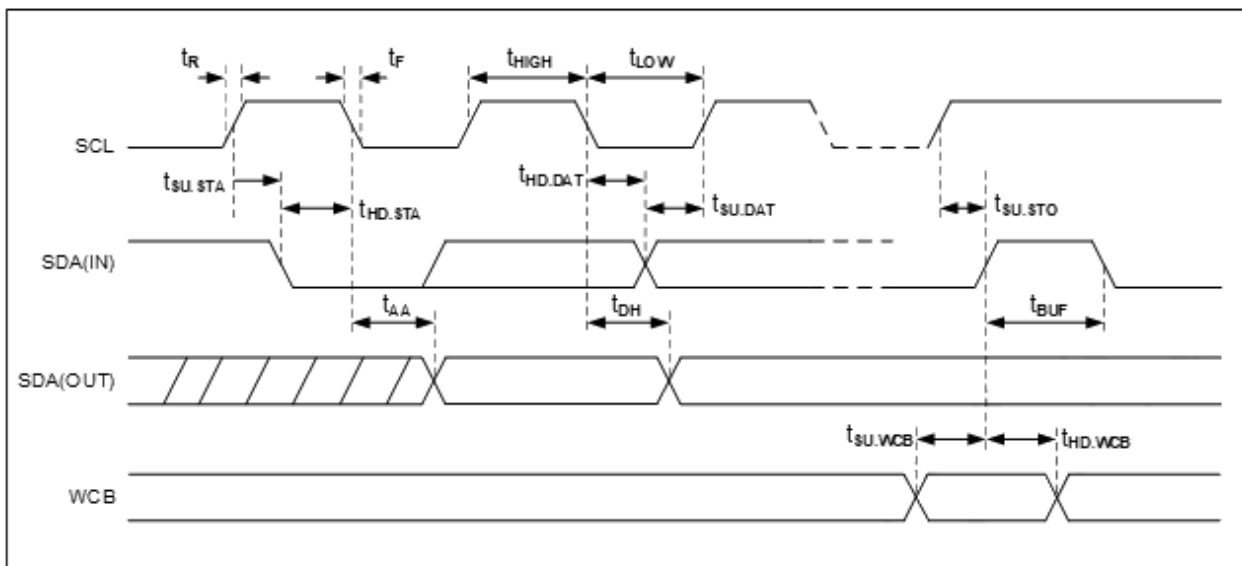 tR
tF
tHIGH
tLOW
SCL
tSU.STA
tHD.STA
tHD.DAT
tSU.DAT
tSU.STO
SDA(IN)
tAA
tDH
tBUF
SDA(OUT)
tSU.WCB
tHD.WCB
WCB